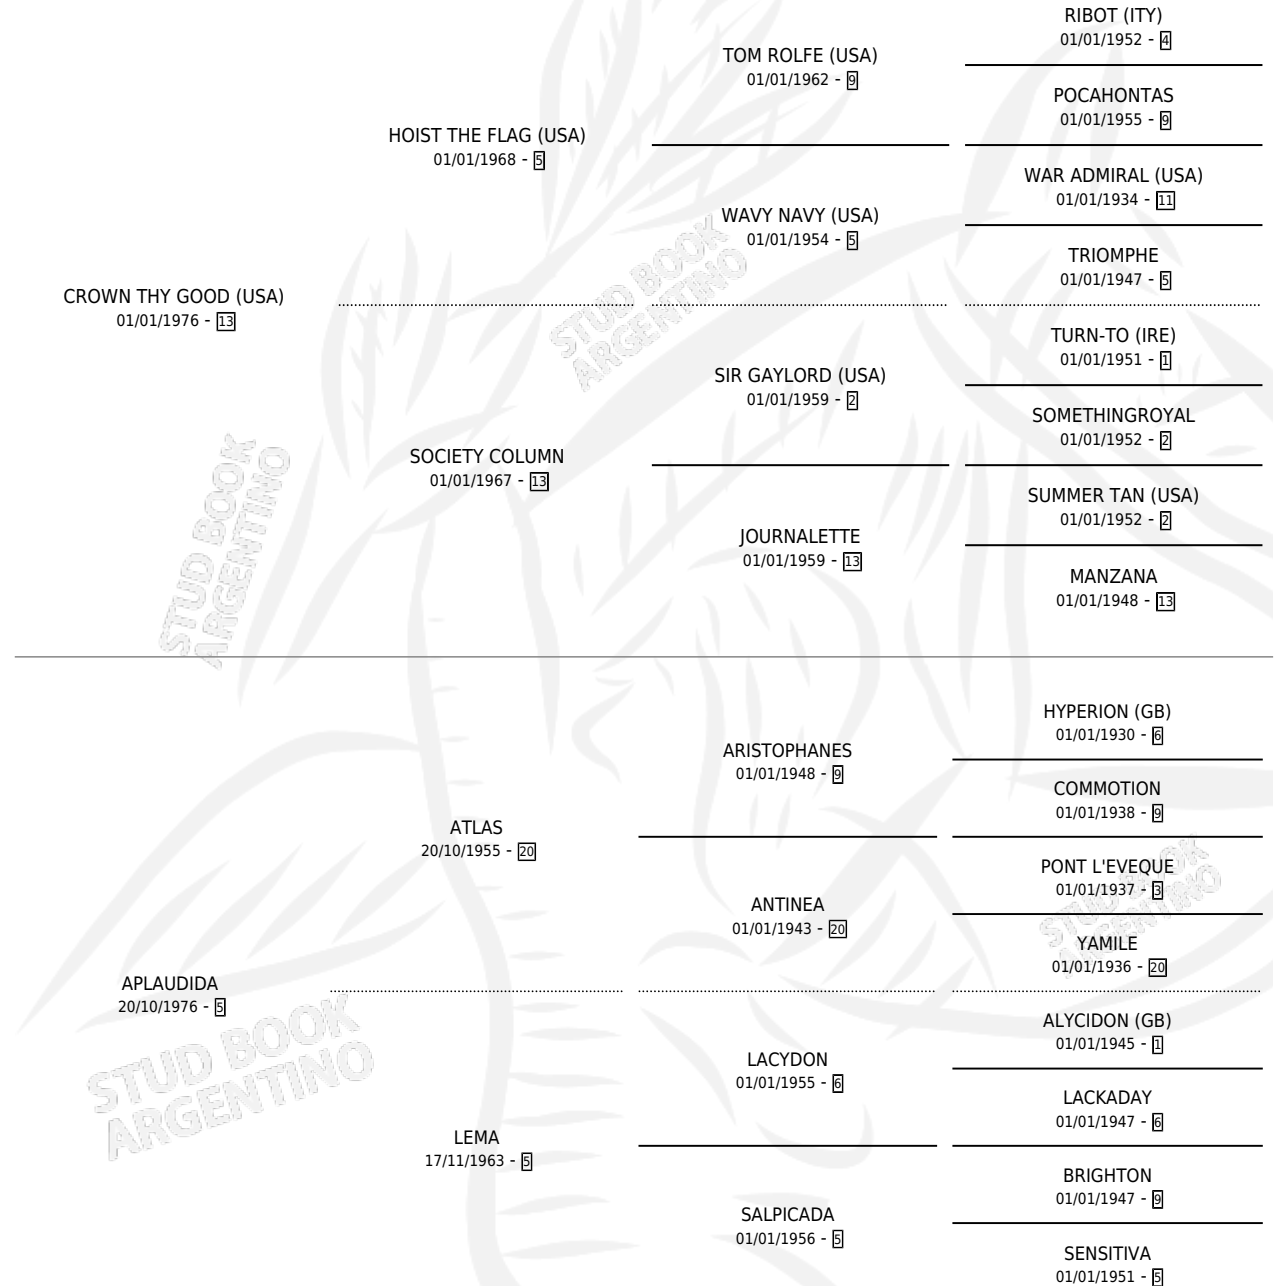 RIBOT (ITY)
01/01/1952 - 4
TOM ROLFE (USA)
01/01/1962 - 9
POCAHONTAS
01/01/1955 - 9
HOIST THE FLAG (USA)
01/01/1968 - 5
WAR ADMIRAL (USA)
01/01/1934 - 11
WAVY NAVY (USA)
01/01/1954 - 5
TRIOMPHE
01/01/1947 - 5
CROWN THY GOOD (USA)
01/01/1976 - 13
TURN-TO (IRE)
01/01/1951 - 1
SIR GAYLORD (USA)
01/01/1959 - 2
SOMETHINGROYAL
01/01/1952 - 2
SOCIETY COLUMN
01/01/1967 - 13
SUMMER TAN (USA)
01/01/1952 - 2
JOURNALETTE
01/01/1959 - 13
MANZANA
01/01/1948 - 13
HYPERION (GB)
01/01/1930 - 6
ARISTOPHANES
01/01/1948 - 9
COMMOTION
01/01/1938 - 9
ATLAS
20/10/1955 - 20
PONT L'EVEQUE
01/01/1937 - 3
ANTINEA
01/01/1943 - 20
YAMILE
01/01/1936 - 20
APLAUDIDA
20/10/1976 - 5
ALYCIDON (GB)
01/01/1945 - 1
LACYDON
01/01/1955 - 6
LACKADAY
01/01/1947 - 6
LEMA
17/11/1963 - 5
BRIGHTON
01/01/1947 - 9
SALPICADA
01/01/1956 - 5
SENSITIVA
01/01/1951 - 5
STUD BOOK
ARGENTINO
STUD BOOK
ARGENTINO
STUD BOOK
ARGENTINO
STUD BOOK
ARGENTINO